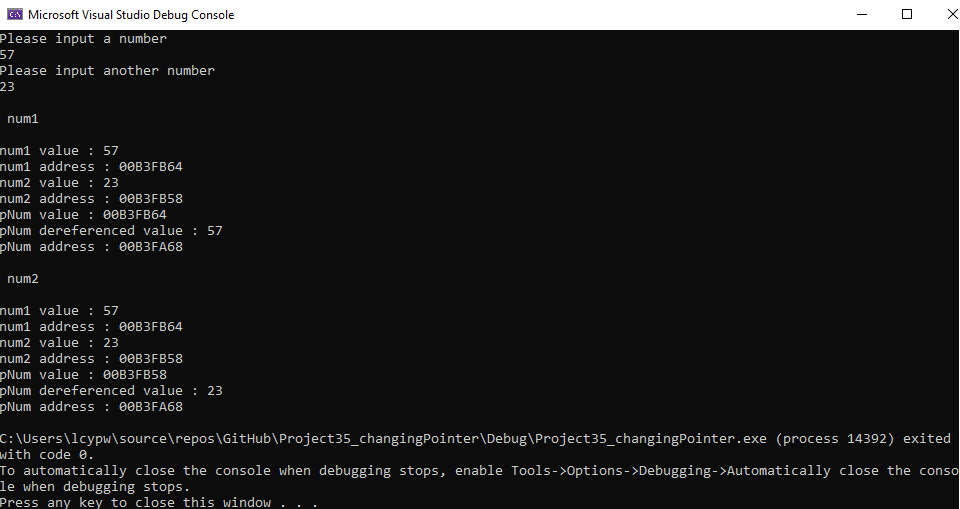 Microsoft Visual Studio Debug Console
Please input a number
57
Please input another number
23
num1
num1 value : 57
num1 address : 00B3FB64
num2 value : 23
num2 address : 00B3FB58
pNum value : 00B3FB64
pNum dereferenced value : 57
pNum address : 00B3FA68
num2
num1 value : 57
num1 address : 00B3FB64
num2 value : 23
num2 address : 00B3FB58
pNum value : 00B3FB58
pNum dereferenced value : 23
pNum address : 00B3FA68
C:\Users\lcypw\source\repos\GitHub\Project35_changingPointer\Debug\Project35_changingPointer.exe (process 14392) exited
with code 0.
To automatically close the console when debugging stops, enable Tools->Options->Debugging->Automatically close the conso
le when debugging stops.
Press any key to close this window . . .